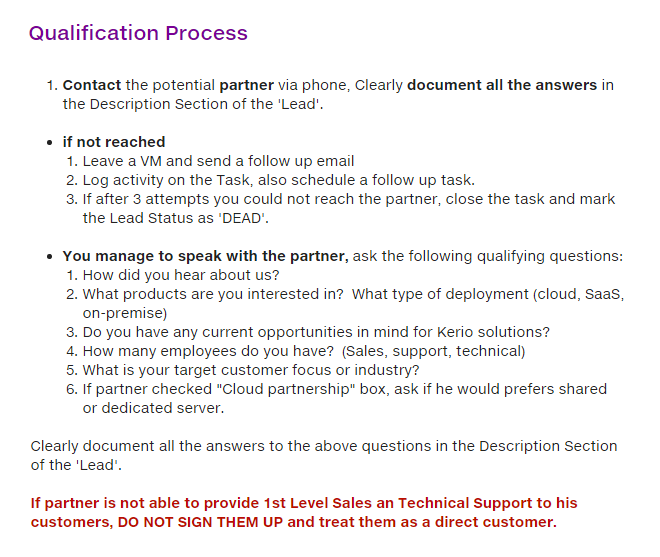 Qualification Process
1. Contact the potential partner via phone, Clearly document all the answers in
the Description Section of the 'Lead'.
• if not reached
1. Leave a VM and send a follow up email
2. Log activity on the Task, also schedule a follow up task.
3. If after 3 attempts you could not reach the partner, close the task and mark
the Lead Status as 'DEAD'.
• You manage to speak with the partner, ask the following qualifying questions:
1. How did you hear about us?
2. What products are you interested in?  What type of deployment (cloud, SaaS,
on-premise)
3. Do you have any current opportunities in mind for Kerio solutions?
4. How many employees do you have?  (Sales, support, technical)
5. What is your target customer focus or industry?
6. If partner checked "Cloud partnership" box, ask if he would prefers shared
or dedicated server.
Clearly document all the answers to the above questions in the Description Section
of the 'Lead'.
If partner is not able to provide 1st Level Sales an Technical Support to his
customers, DO NOT SIGN THEM UP and treat them as a direct customer.